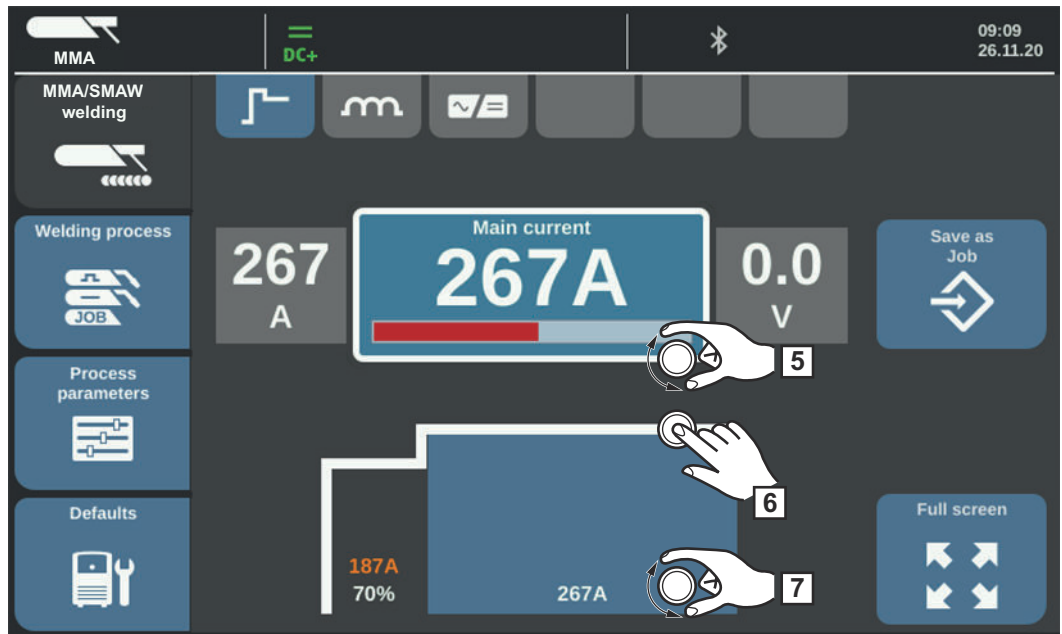 MMA
DC+
09:09
26.11.20
MMA/SMAW
welding
Welding process
JOB
Process
parameters
Defaults
267
A
Main current
267A
0.0
V
Save as
Job
5
6
187A
70%
267A
7
Full screen